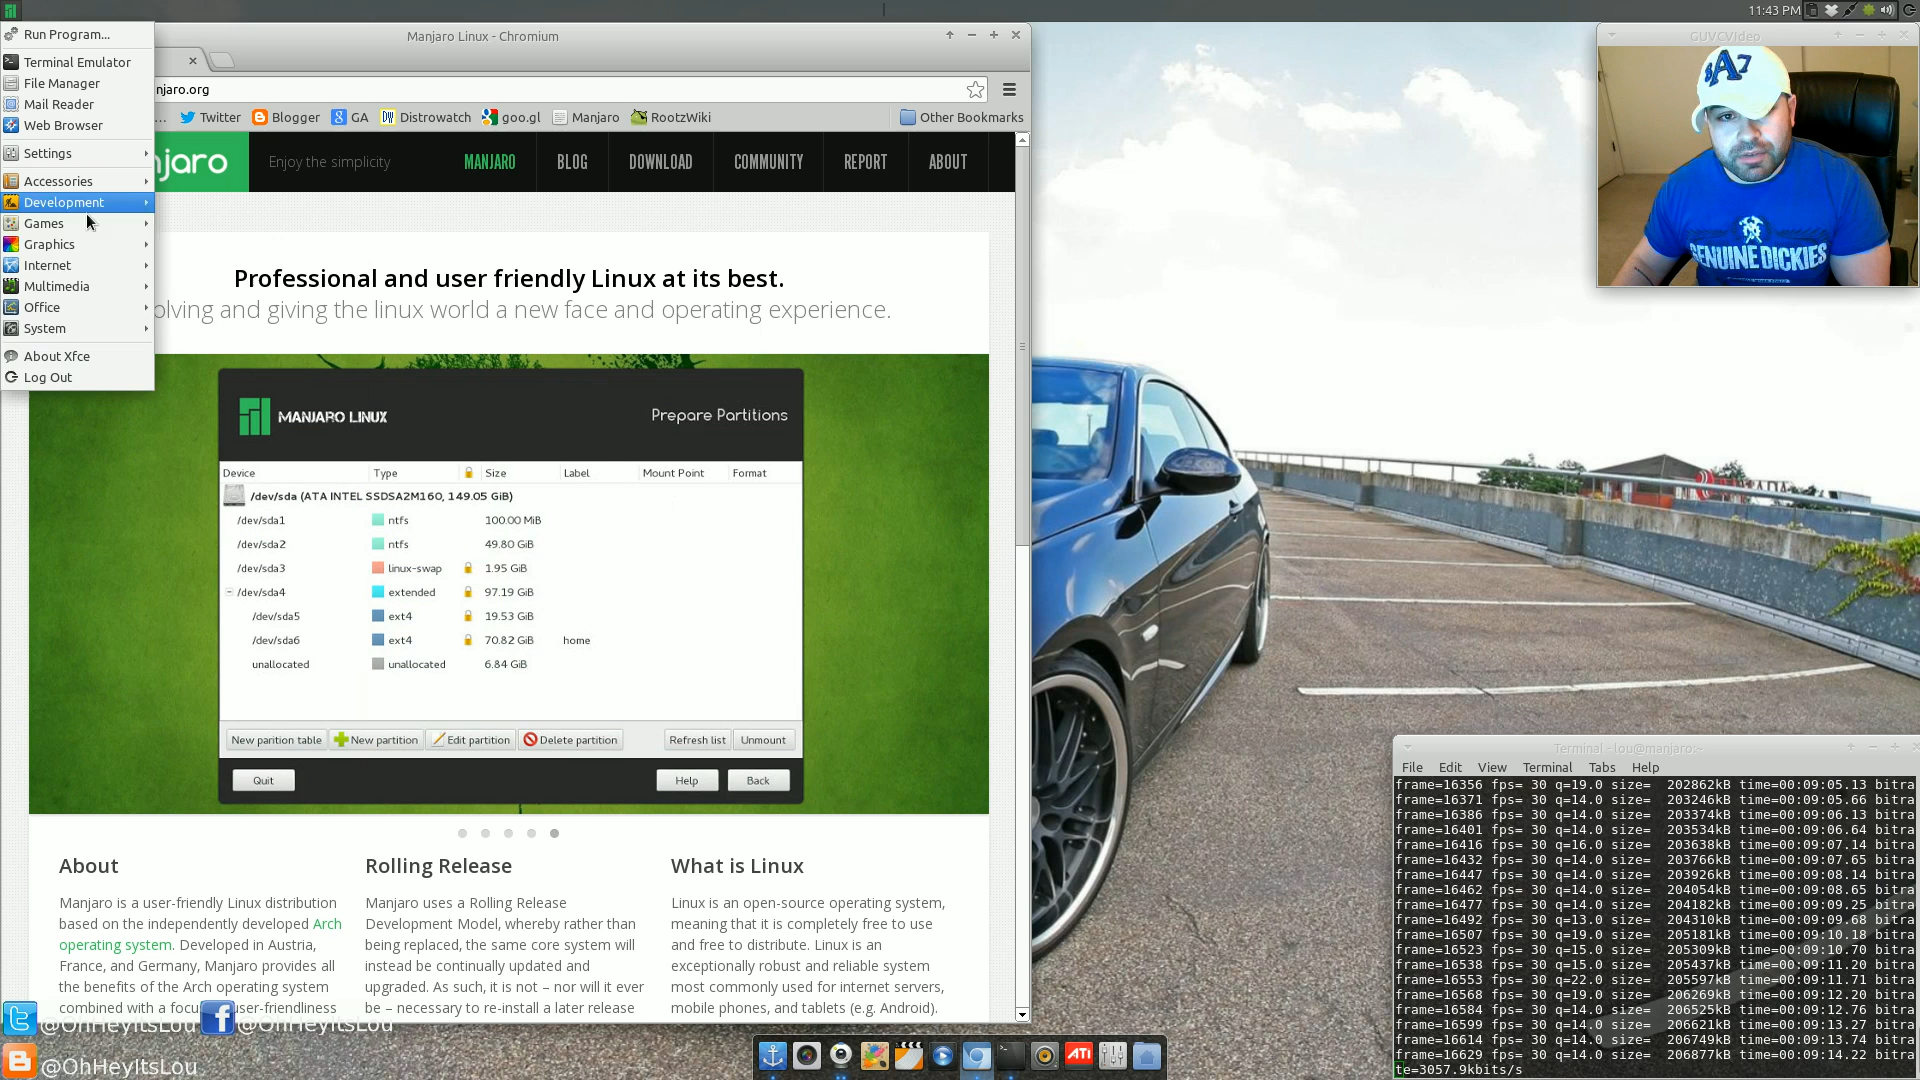 11:43 PM
Run Program...
Terminal Emulator
File Manager
Mail Reader
Web Browser
Settings
Accessories
Development
Games
Graphics
Internet
Multimedia
Office
System
About Xfce
Log Out
Manjaro Linux - Chromium
njaro.org
... Twitter Blogger GA Distrowatch goo.gl Manjaro RootzWiki Other Bookmarks
njaro Enjoy the simplicity MANJARO BLOG DOWNLOAD COMMUNITY REPORT ABOUT
Professional and user friendly Linux at its best.
olving and giving the linux world a new face and operating experience.
MANJARO LINUX Prepare Partitions
Device Type Size Label Mount Point Format
/dev/sda (ATA INTEL SSDSA2M160, 149.05 GiB)
/dev/sda1 ntfs 100.00 MiB
/dev/sda2 ntfs 49.80 GiB
/dev/sda3 linux-swap 1.95 GiB
/dev/sda4 extended 97.19 GiB
/dev/sda5 ext4 19.53 GiB
/dev/sda6 ext4 70.82 GiB home
unallocated unallocated 6.84 GiB
New parition table New partition Edit partition Delete partition Refresh list Unmount
Quit Help Back
About
Manjaro is a user-friendly Linux distribution
based on the independently developed Arch
operating system. Developed in Austria,
France, and Germany, Manjaro provides all
the benefits of the Arch operating system
combined with a focu user-friendliness
Rolling Release
Manjaro uses a Rolling Release
Development Model, whereby rather than
being replaced, the same core system will
instead be continually updated and
upgraded. As such, it is not – nor will it ever
be – necessary to re-install a later release
What is Linux
Linux is an open-source operating system,
meaning that it is completely free to use
and free to distribute. Linux is an
exceptionally robust and reliable system
most commonly used for internet servers,
mobile phones, and tablets (e.g. Android).
@OhHeyItsLou @OhHeyItsLou
@OhHeyItsLou
GUVCVideo
A7
GENUINE DICKIES
ATI
Terminal - lou@manjaro:~
File Edit View Terminal Tabs Help
frame=16356 fps= 30 q=19.0 size= 202862kB time=00:09:05.13 bitra
frame=16371 fps= 30 q=14.0 size= 203246kB time=00:09:05.66 bitra
frame=16386 fps= 30 q=14.0 size= 203374kB time=00:09:06.13 bitra
frame=16401 fps= 30 q=14.0 size= 203534kB time=00:09:06.64 bitra
frame=16416 fps= 30 q=16.0 size= 203638kB time=00:09:07.14 bitra
frame=16432 fps= 30 q=14.0 size= 203766kB time=00:09:07.65 bitra
frame=16447 fps= 30 q=14.0 size= 203926kB time=00:09:08.14 bitra
frame=16462 fps= 30 q=14.0 size= 204054kB time=00:09:08.65 bitra
frame=16477 fps= 30 q=14.0 size= 204182kB time=00:09:09.25 bitra
frame=16492 fps= 30 q=13.0 size= 204310kB time=00:09:09.68 bitra
frame=16507 fps= 30 q=19.0 size= 205181kB time=00:09:10.18 bitra
frame=16523 fps= 30 q=15.0 size= 205309kB time=00:09:10.70 bitra
frame=16538 fps= 30 q=15.0 size= 205437kB time=00:09:11.20 bitra
frame=16553 fps= 30 q=22.0 size= 205597kB time=00:09:11.71 bitra
frame=16568 fps= 30 q=19.0 size= 206269kB time=00:09:12.20 bitra
frame=16584 fps= 30 q=14.0 size= 206525kB time=00:09:12.76 bitra
frame=16599 fps= 30 q=14.0 size= 206621kB time=00:09:13.27 bitra
frame=16614 fps= 30 q=14.0 size= 206749kB time=00:09:13.74 bitra
frame=16629 fps= 30 q=14.0 size= 206877kB time=00:09:14.22 bitra
te=3057.9kbits/s